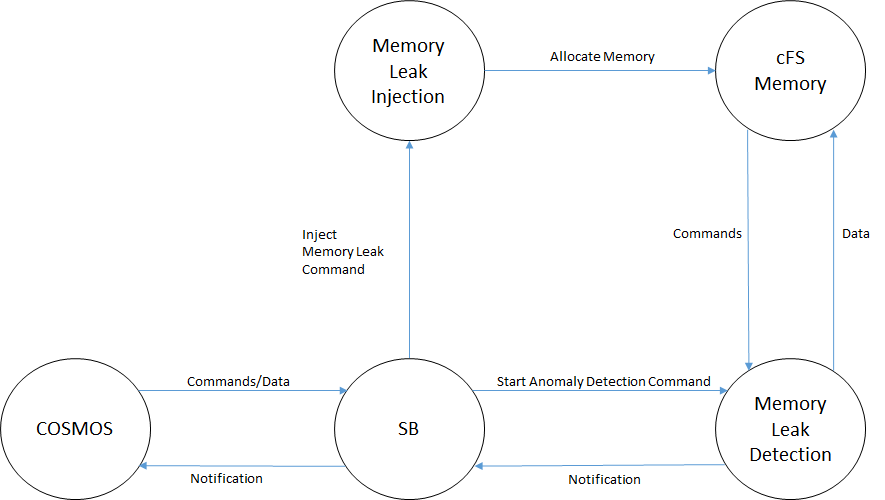 Memory
Leak
Injection
Allocate Memory
cFS
Memory
Inject
Memory Leak
Command
Commands
Data
COSMOS
Commands/Data
SB
Start Anomaly Detection Command
Memory
Leak
Detection
Notification
Notification